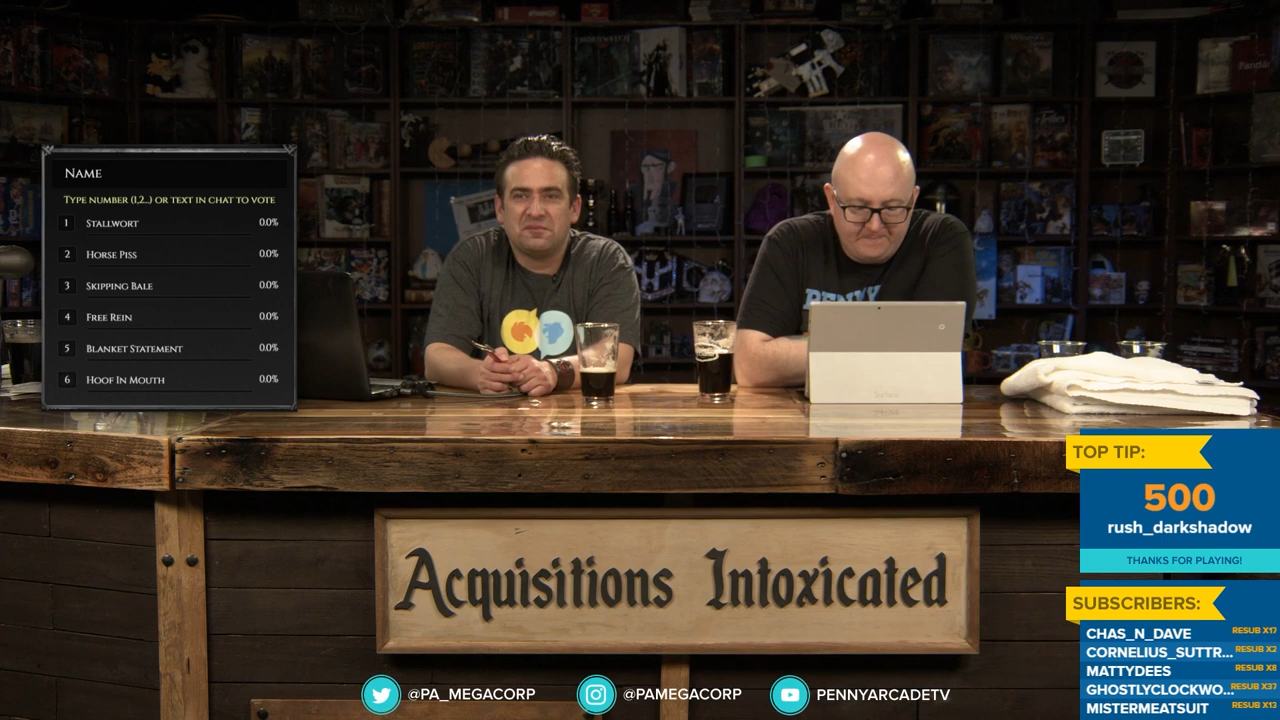 NAME
TYPE NUMBER (1,2...) OR TEXT IN CHAT TO VOTE
1 STALLWORT 0.0%
2 HORSE PISS 0.0%
3 SKIPPING BALE 0.0%
4 FREE REIN 0.0%
5 BLANKET STATEMENT 0.0%
6 HOOF IN MOUTH 0.0%
PENNY
Surface
Acquisitions Intoxicated
TOP TIP:
500
rush_darkshadow
THANKS FOR PLAYING!
SUBSCRIBERS:
CHAS_N_DAVE RESUB X17
CORNELIUS_SUTTR... RESUB X2
MATTYDEES RESUB X8
GHOSTLYCLOCKWO... RESUB X37
MISTERMEATSUIT RESUB X13
@PA_MEGACORP @PAMEGACORP PENNYARCADETV